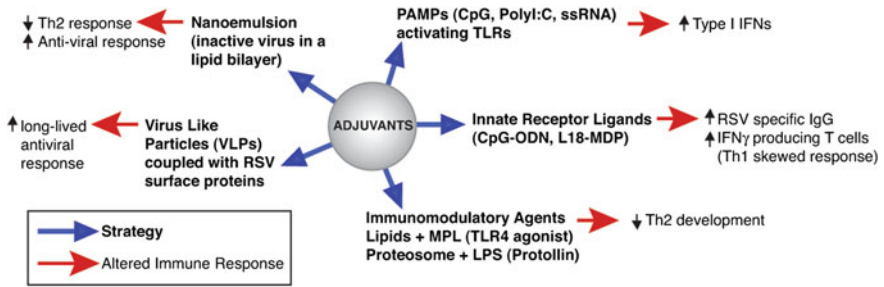 ↓ Th2 response
↑ Anti-viral response
Nanoemulsion
(inactive virus in a
lipid bilayer)
PAMPs (CpG, PolyI:C, ssRNA)
activating TLRs
↑ Type I IFNs
↑ long-lived
antiviral
response
Virus Like
Particles (VLPs)
coupled with RSV
surface proteins
ADJUVANTS
Innate Receptor Ligands
(CpG-ODN, L18-MDP)
↑ RSV specific IgG
↑ IFNγ producing T cells
(Th1 skewed response)
Immunomodulatory Agents
Lipids + MPL (TLR4 agonist)
Proteosome + LPS (Protollin)
↓ Th2 development
Strategy
Altered Immune Response